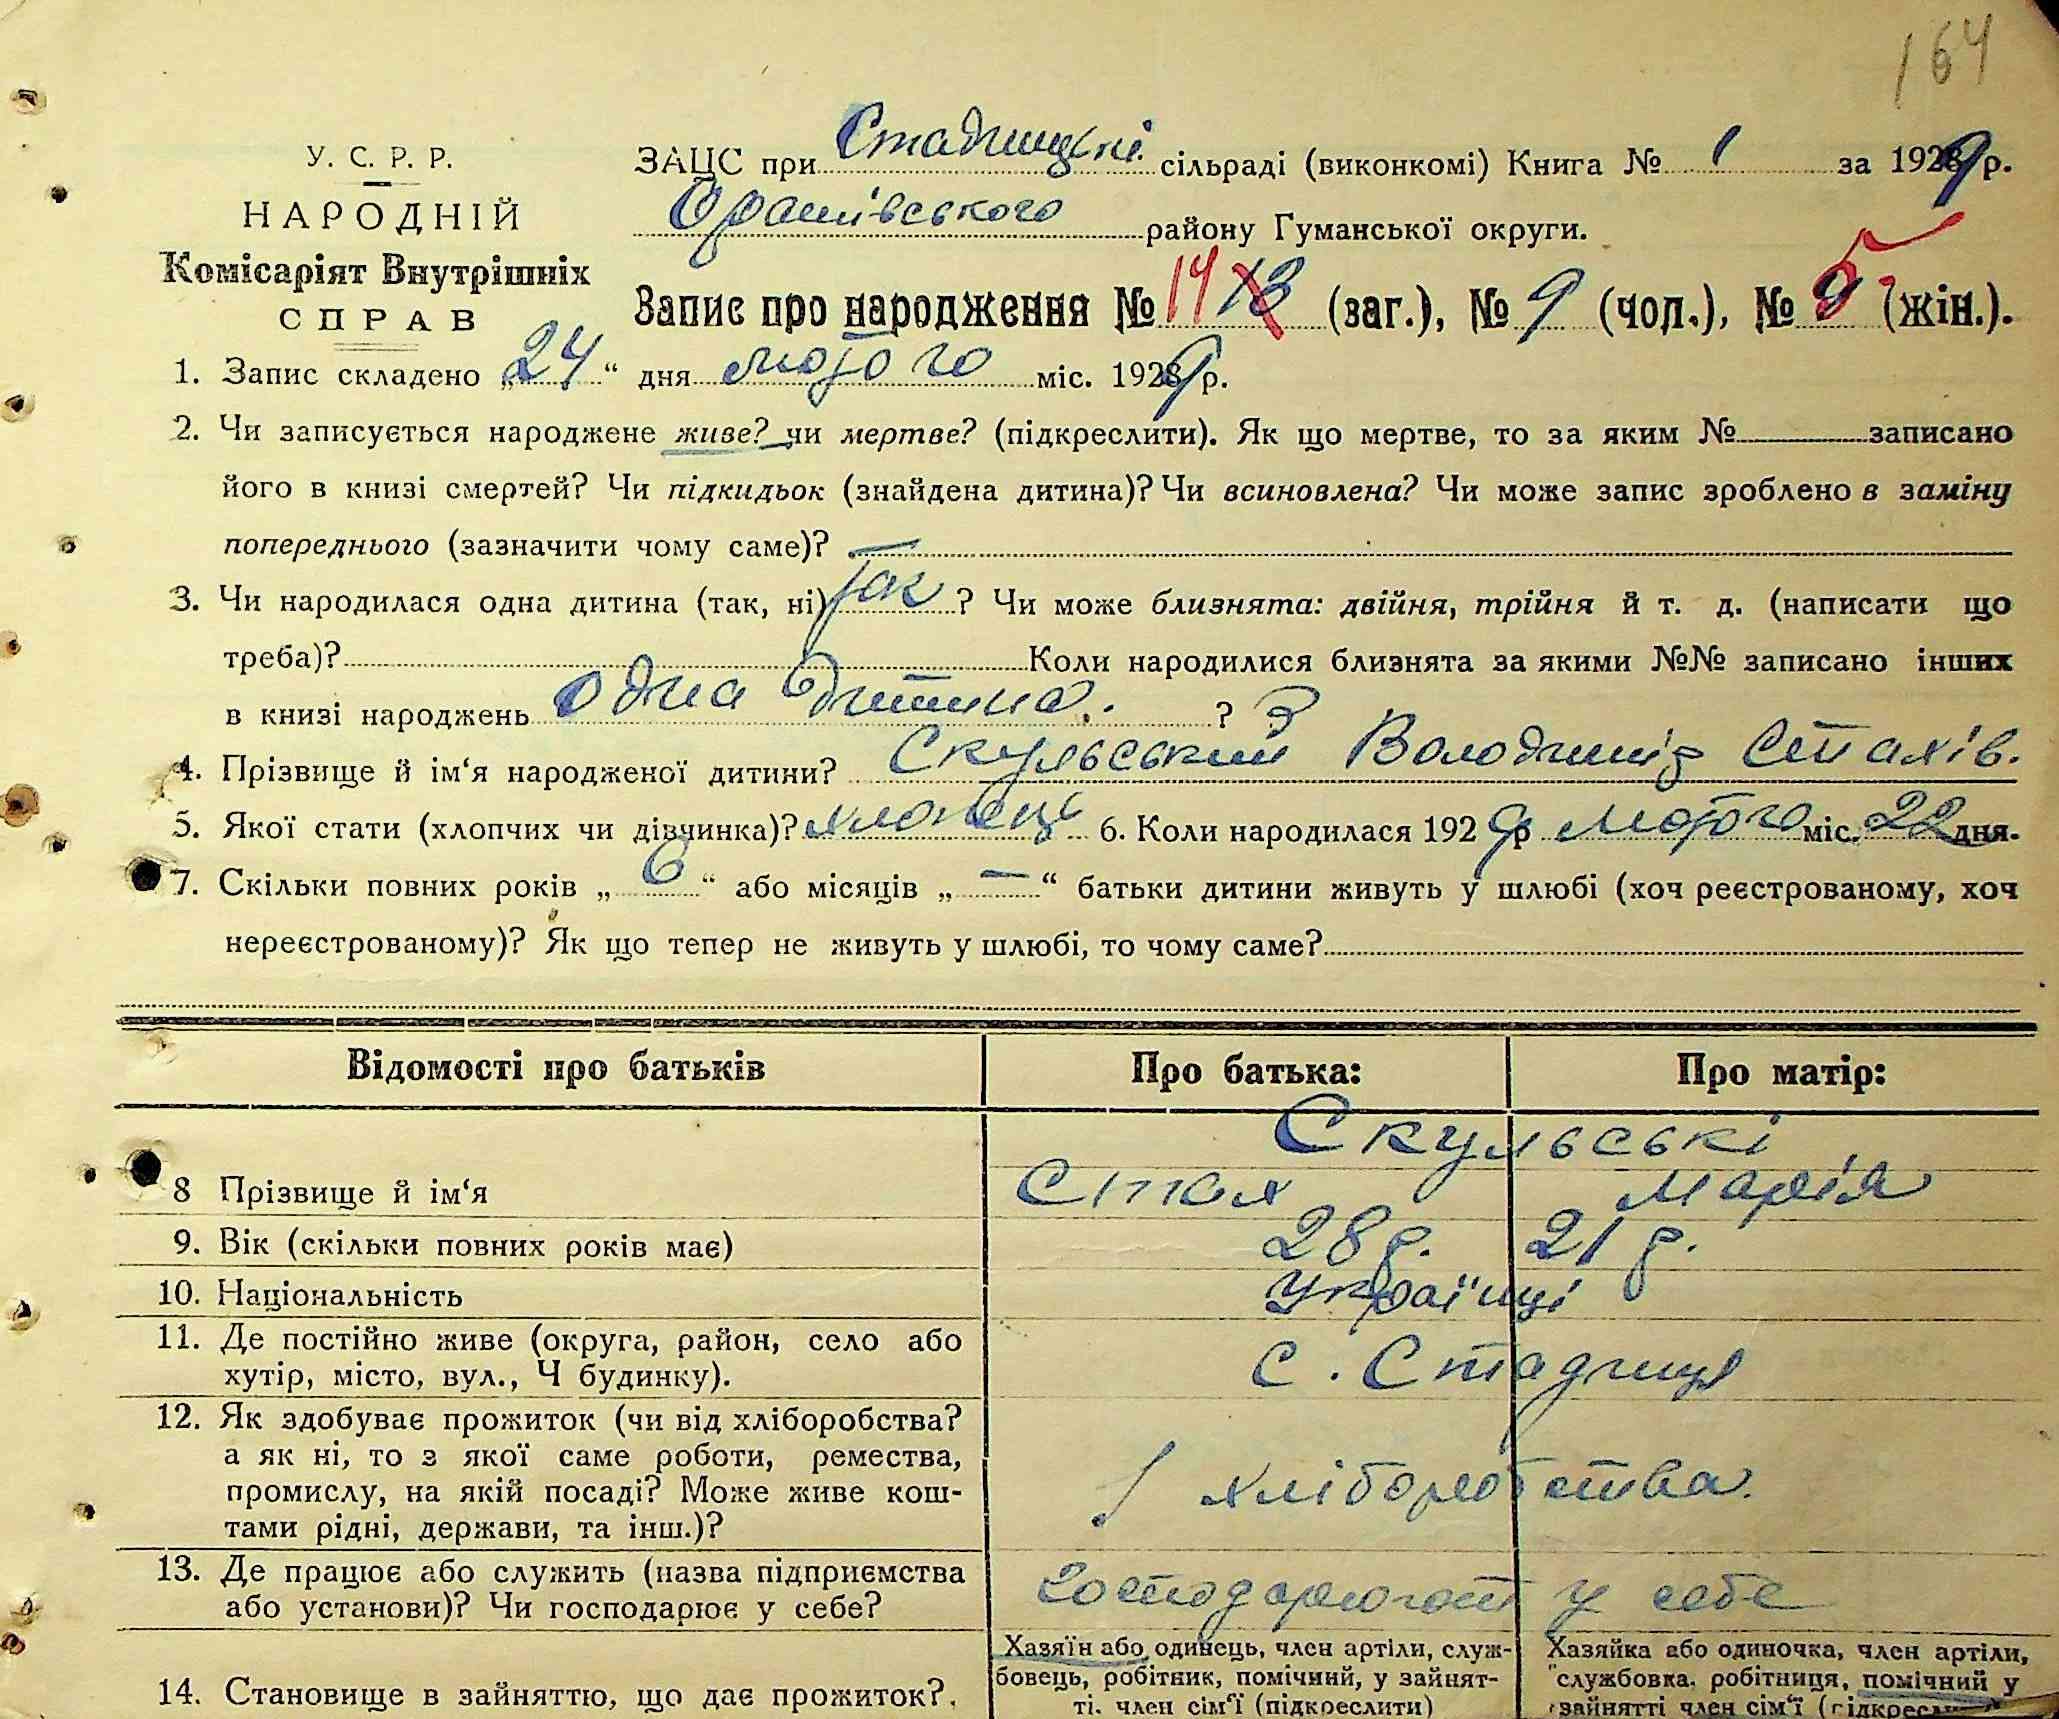 164
У. С. Р. Р.
НАРОДНІЙ
Комісаріят Внутрішніх
СПРАВ
ЗАЦС при Стадницькій сільраді (виконкомі) Книга № 1 за 1929 р.
Оратівського району Гуманської округи.
Запис про народження № 14 13 (заг.), № 9 (чол.), № 5 (жін.).
1. Запис складено „24“ дня лютого міс. 1929 р.
2. Чи записується народжене живе? чи мертве? (підкреслити). Як що мертве, то за яким № записано
його в книзі смертей? Чи підкидьок (знайдена дитина)? Чи всиновлена? Чи може запис зроблено в заміну
попереднього (зазначити чому саме)? —
3. Чи народилася одна дитина (так, ні) так ? Чи може близнята: двійня, трійня й т. д. (написати що
треба)? Коли народилися близнята за якими №№ записано інших
в книзі народжень одна дитина. ? 3
4. Прізвище й ім‘я народженої дитини? Скульський Володимир Стахів.
5. Якої стати (хлопчих чи дівчинка)? хлопець 6. Коли народилася 1929 р лютого міс. 22 дня.
7. Скільки повних років „6“ або місяців „—“ батьки дитини живуть у шлюбі (хоч реєстрованому, хоч
нереєстрованому)? Як що тепер не живуть у шлюбі, то чому саме?
Відомості про батьків Про батька: Про матір:
Скульські
8 Прізвище й ім‘я Стах Марія
9. Вік (скільки повних років має) 28 р. 21 р.
10. Національність Українці
11. Де постійно живе (округа, район, село або
хутір, місто, вул., Ч будинку). с. Стадниця
12. Як здобуває прожиток (чи від хліборобства?
а як ні, то з якої саме роботи, ремества,
промислу, на якій посаді? Може живе кош-
тами рідні, держави, та інш.)? З хліборобства.
13. Де працює або служить (назва підприємства
або установи)? Чи господарює у себе? господарюють у себе
Хазяїн або одинець, член артіли, служ-
бовець, робітник, помічний, у зайнят-
ті, член сім‘ї (підкреслити)
Хазяйка або одиночка, член артіли,
службовка, робітниця, помічний у
зайнятті член сім‘ї (підкреслити)
14. Становище в зайняттю, що дає прожиток?